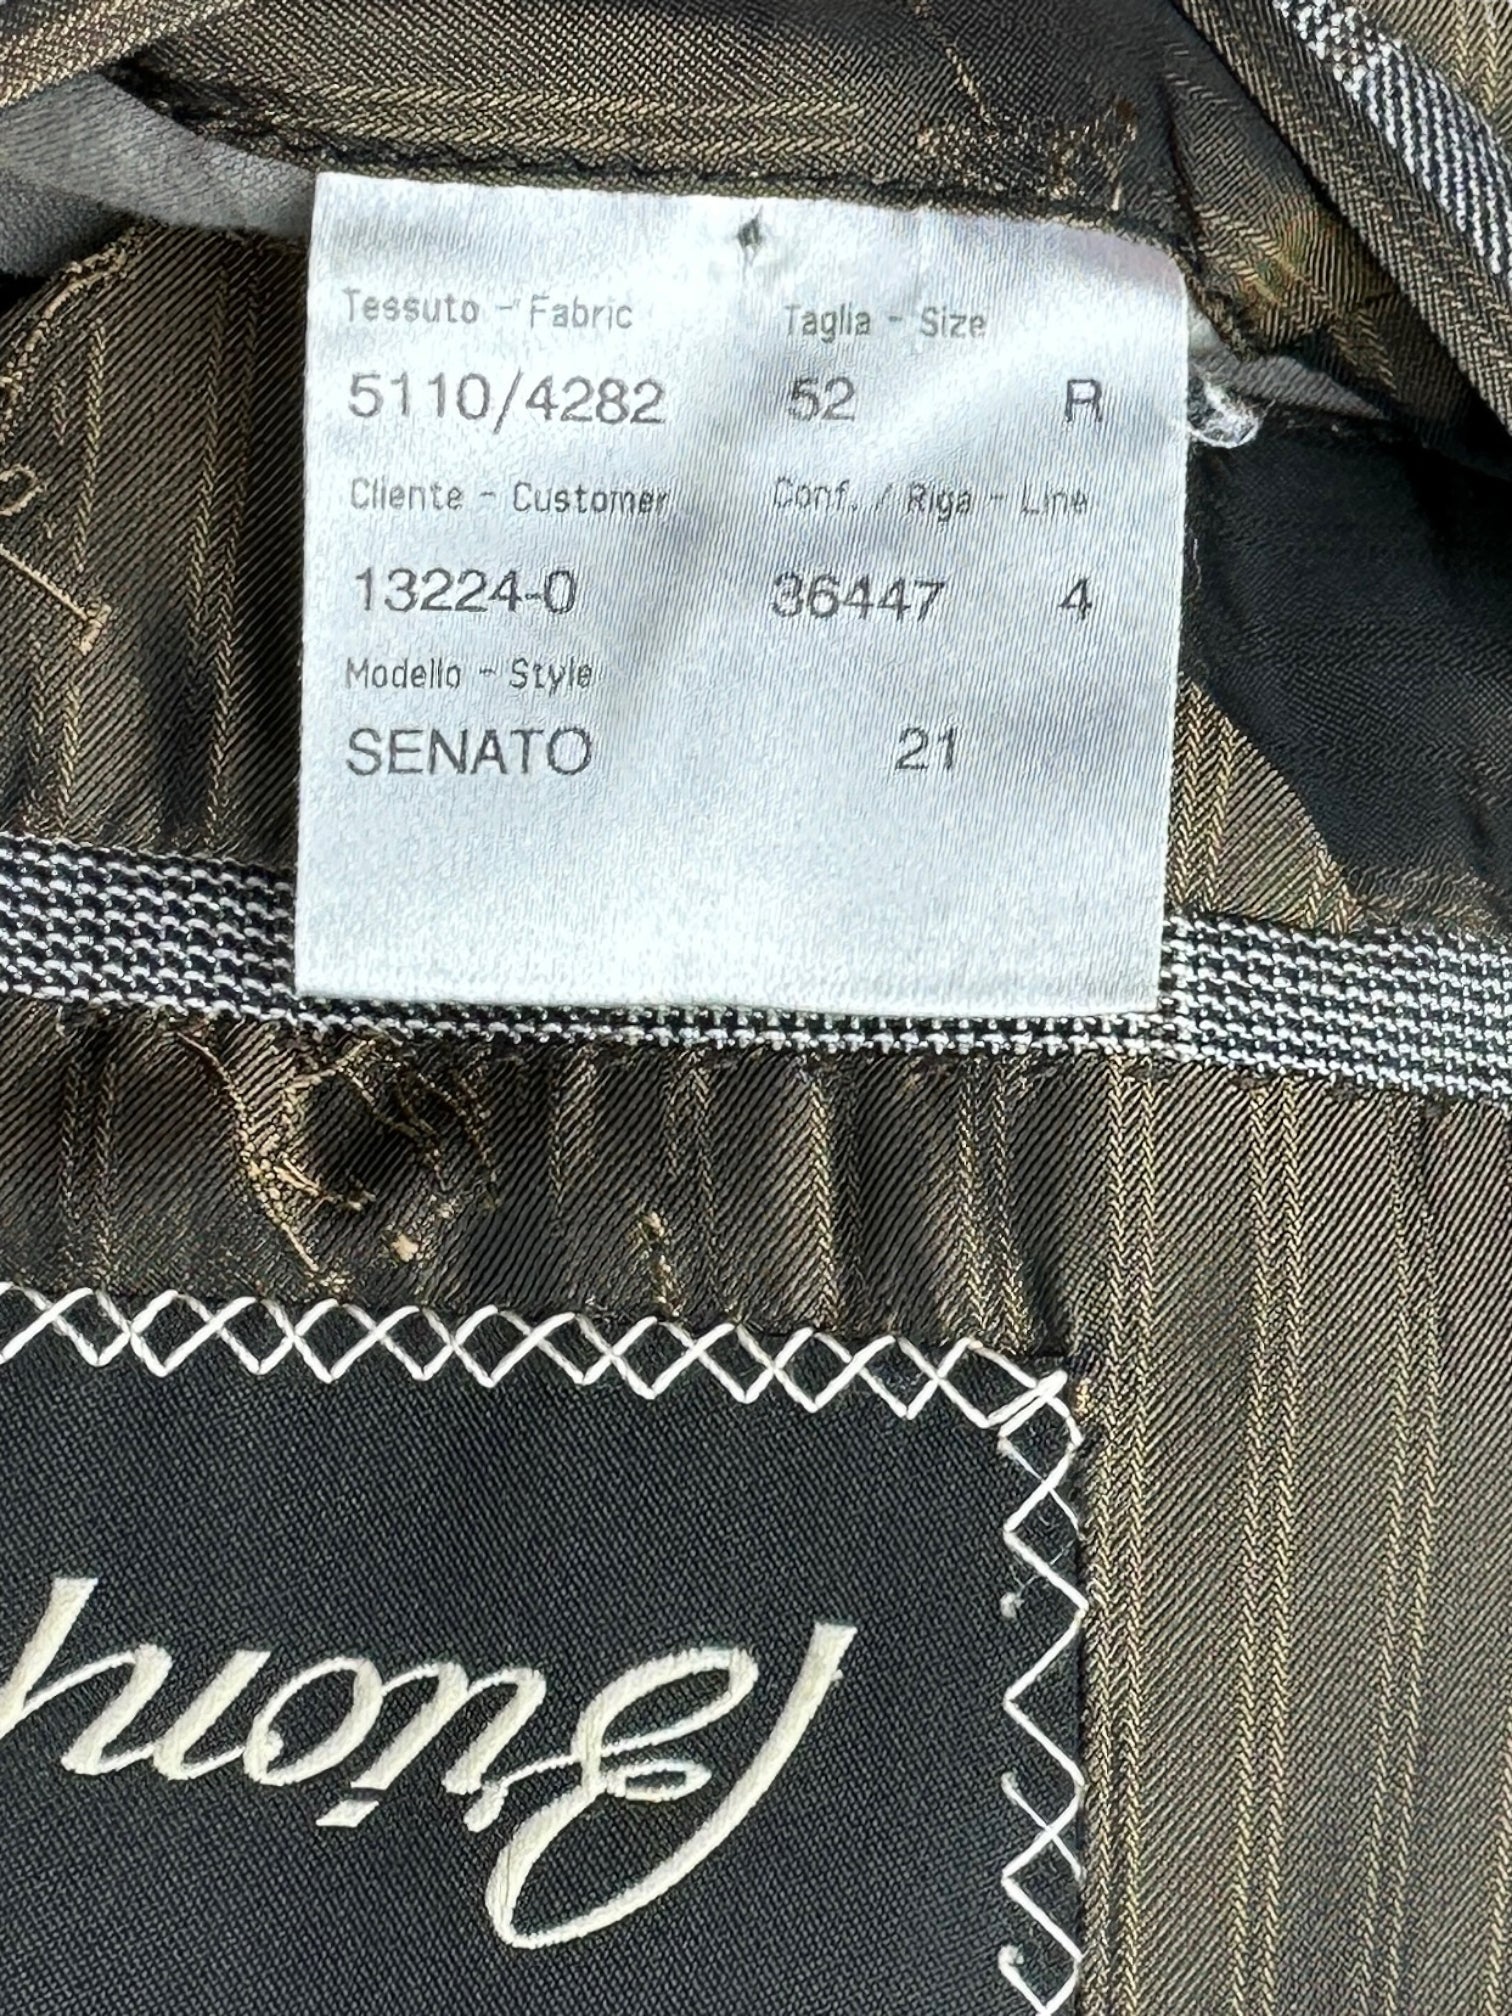 Tessuto - Fabric Taglia - Size
5110/4282 52 R
Cliente - Customer Conf. / Riga - Line
13224-0 36447 4
Modello - Style
SENATO 21
Brioni